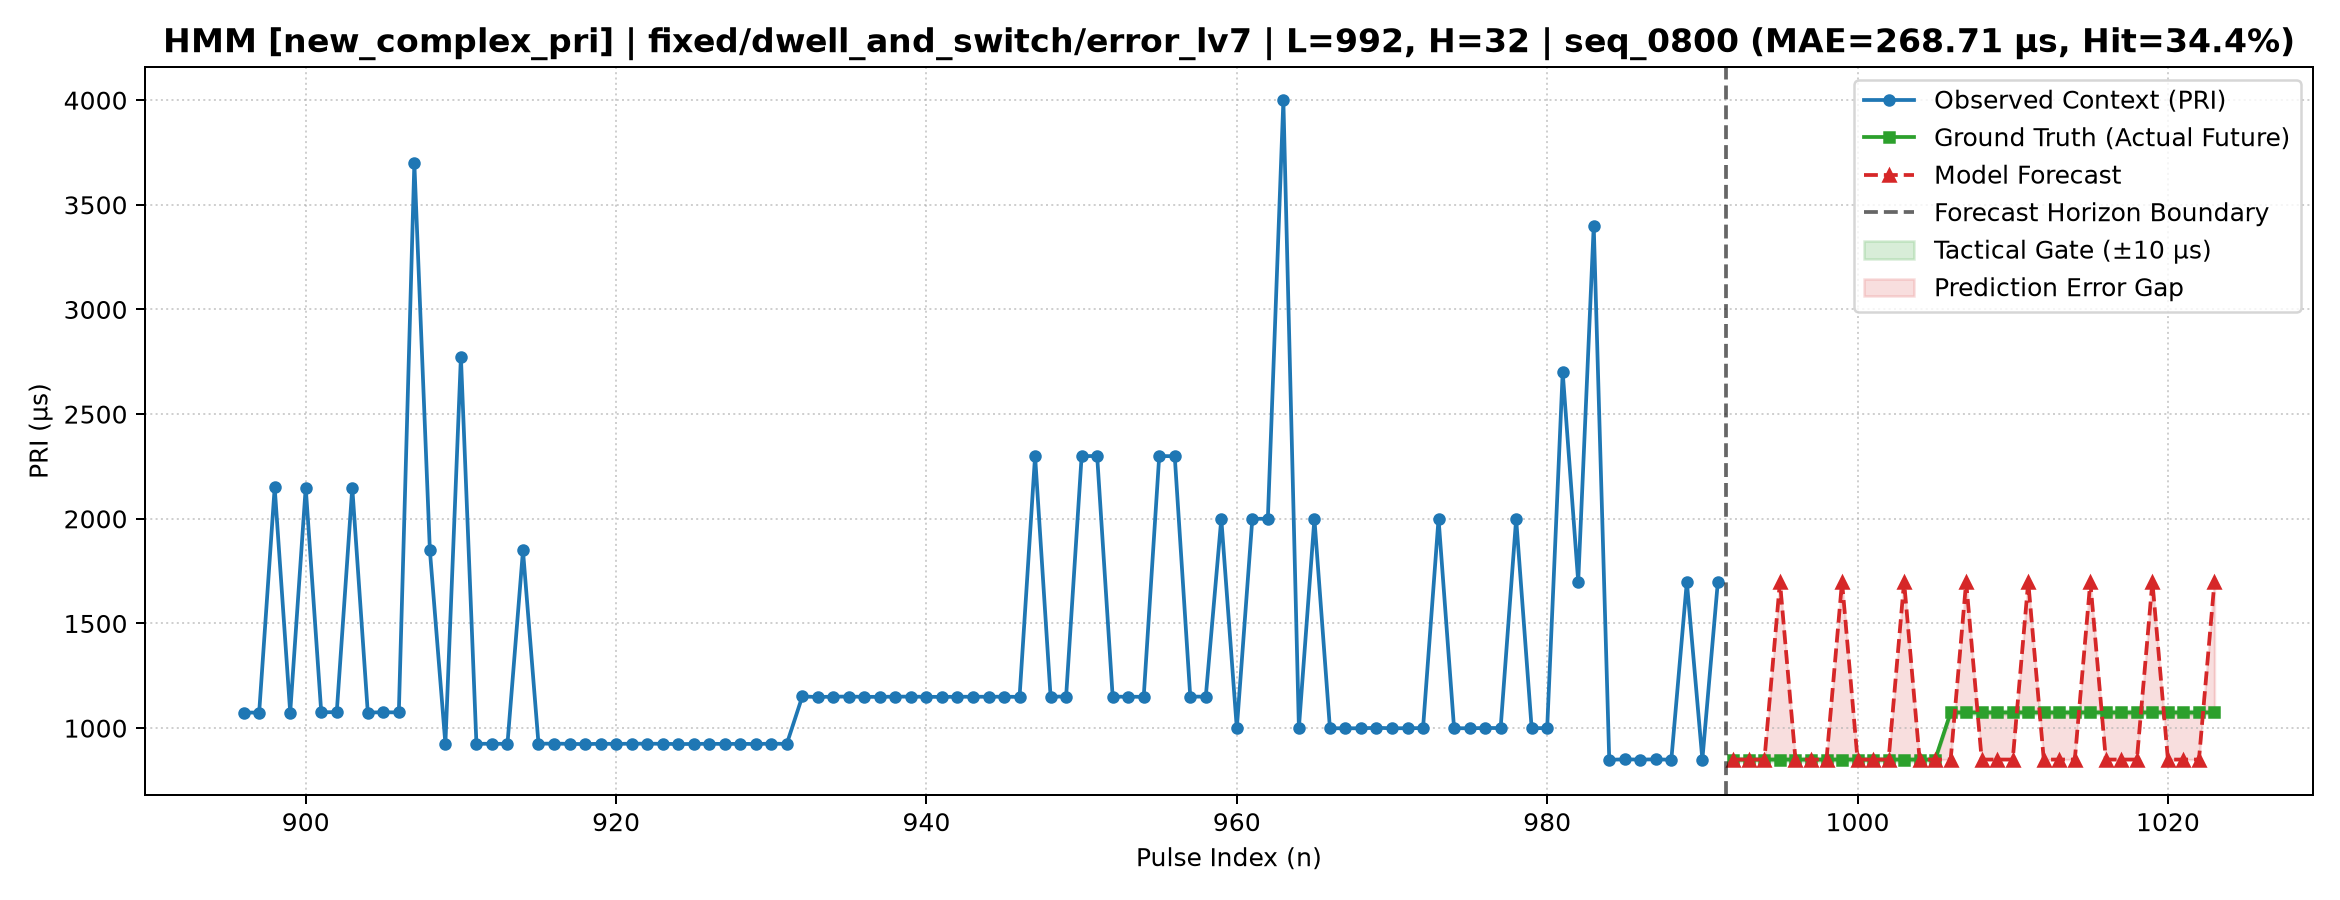 HMM [new_complex_pri] | fixed/dwell_and_switch/error_lv7 | L=992, H=32 | seq_0800 (MAE=268.71 µs, Hit=34.4%)
4000
3500
3000
2500
2000
1500
1000
PRI (µs)
900
920
940
960
980
1000
1020
Pulse Index (n)
Observed Context (PRI)
Ground Truth (Actual Future)
Model Forecast
Forecast Horizon Boundary
Tactical Gate (±10 µs)
Prediction Error Gap